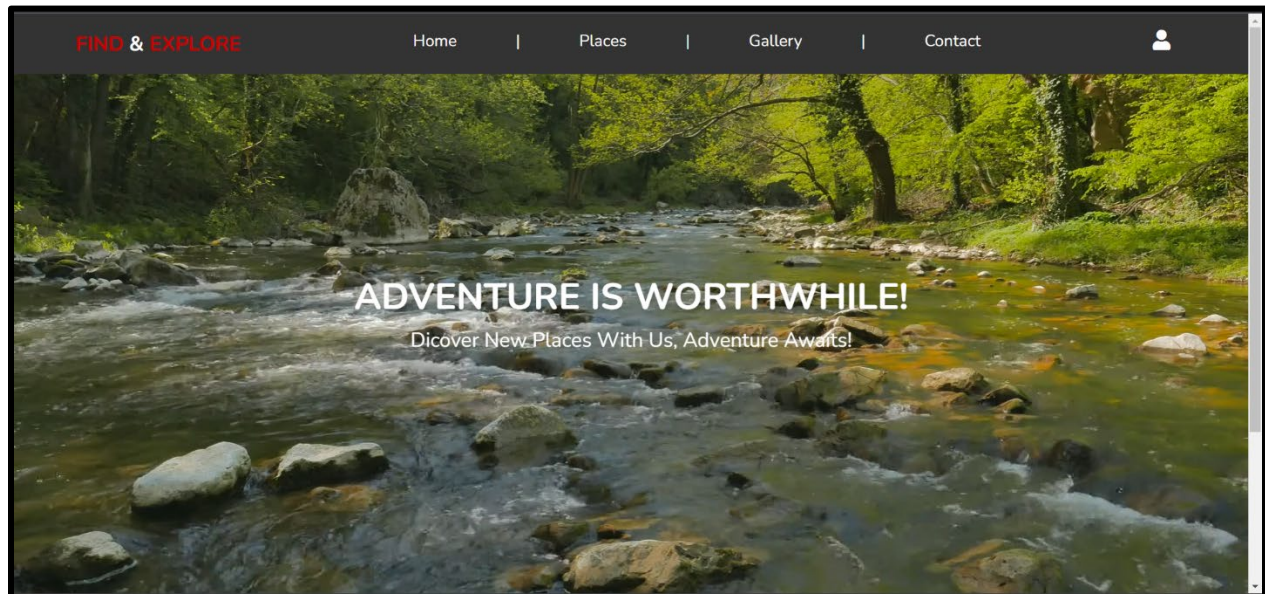 FIND & EXPLORE Home | Places | Gallery | Contact
ADVENTURE IS WORTHWHILE!
Dicover New Places With Us, Adventure Awaits!